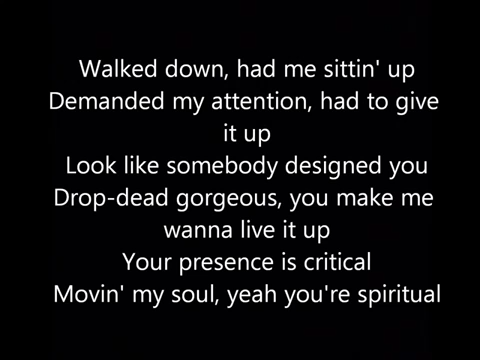 Walked down, had me sittin' up
Demanded my attention, had to give
it up
Look like somebody designed you
Drop-dead gorgeous, you make me
wanna live it up
Your presence is critical
Movin' my soul, yeah you're spiritual